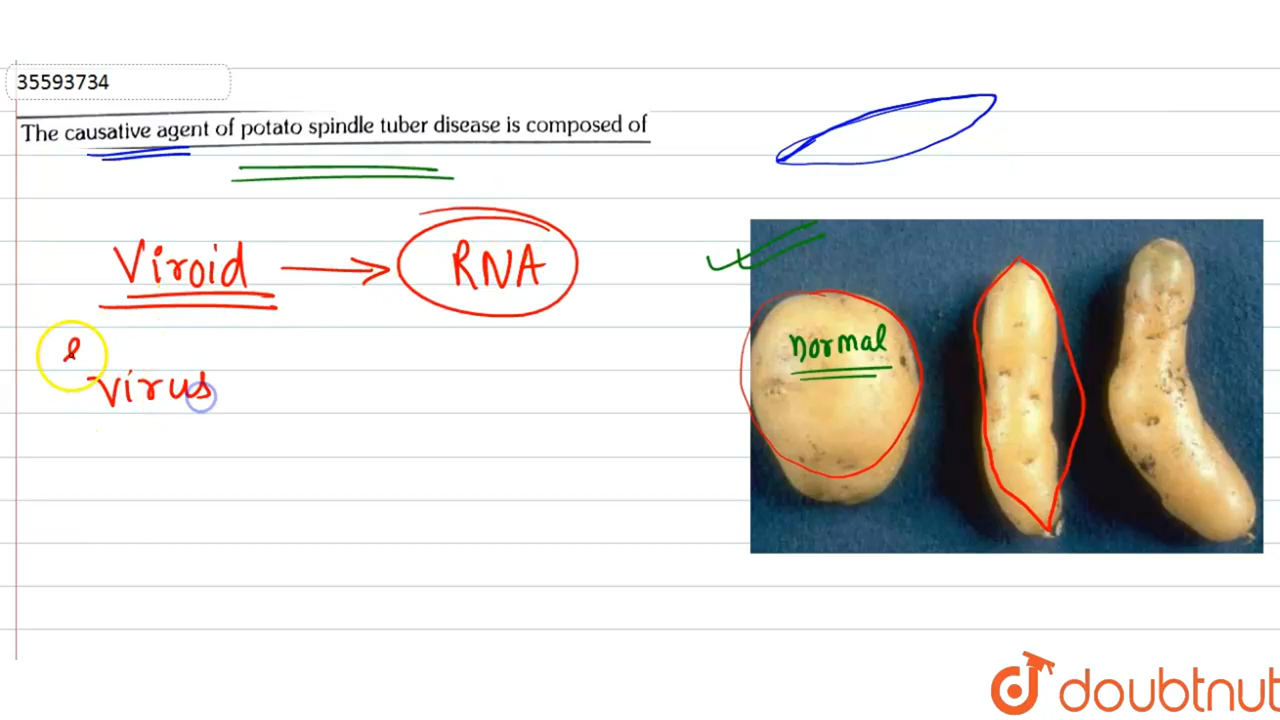 35593734
The causative agent of potato spindle tuber disease is composed of
Viroid → RNA
virus
normal
doubtnut